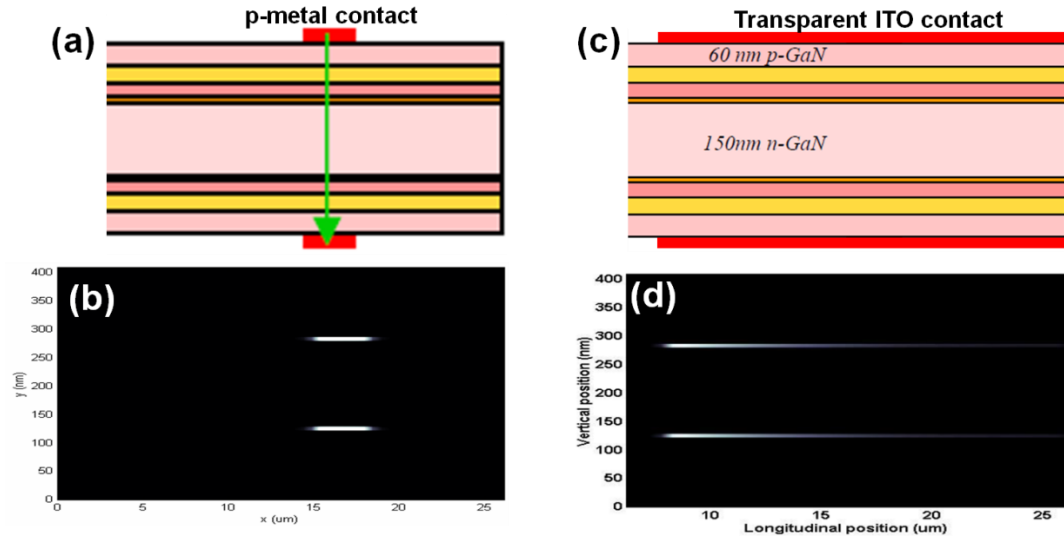 p-metal contact
(a)
Transparent ITO contact
(c)
60 nm p-GaN
150nm n-GaN
(b)
400
350
300
250
200
150
100
50
0
y (nm)
0
5
10
15
20
25
x (um)
(d)
400
350
300
250
200
150
100
50
0
Vertical position (nm)
10
15
20
25
Longitudinal position (um)